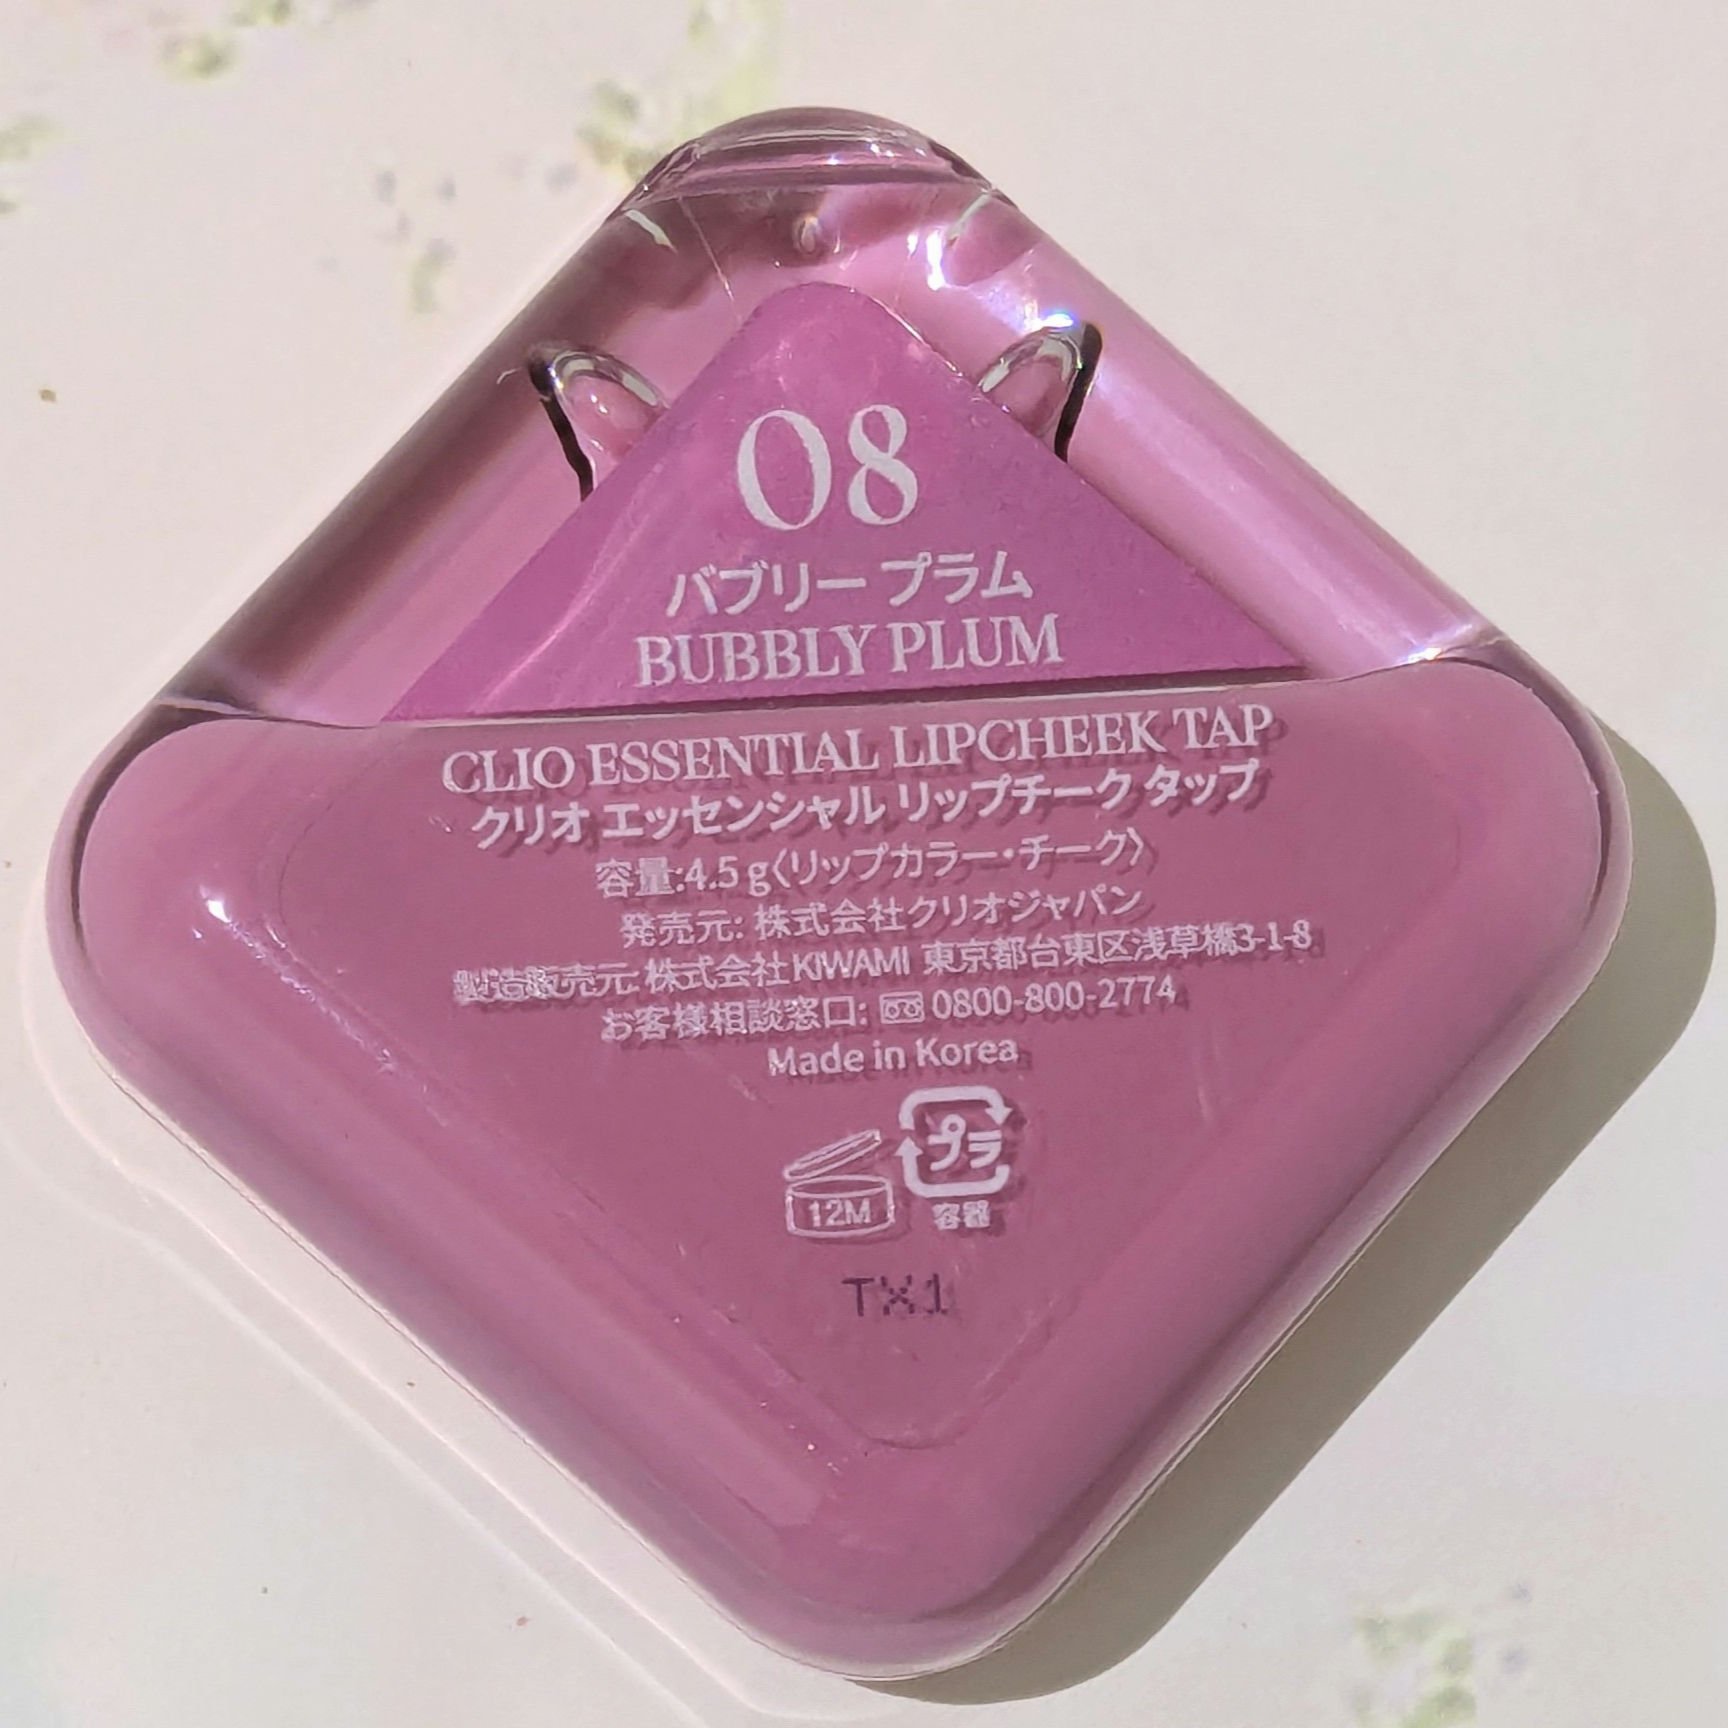 08
バブリー プラム
BUBBLY PLUM
CLIO ESSENTIAL LIPCHEEK TAP
クリオ エッセンシャル リップチーク タップ
容量:4.5g〈リップカラー・チーク〉
発売元: 株式会社クリオジャパン
製造販売元: 株式会社KIWAMI 東京都台東区浅草橋3-1-8
お客様相談窓口: 0800-800-2774
Made in Korea
プラ
12M 容器
TX1